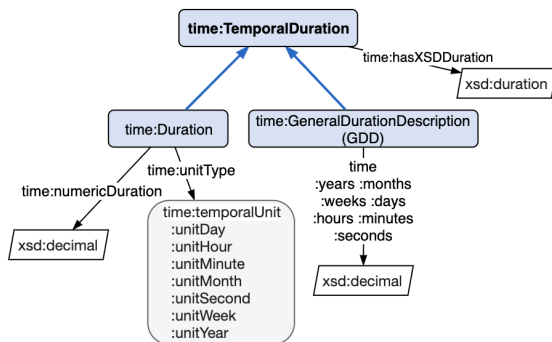 time:TemporalDuration
time:hasXSDDuration
xsd:duration
time:Duration
time:GeneralDurationDescription
(GDD)
time:unitType
time:numericDuration
time
:years :months
:weeks :days
:hours :minutes
:seconds
time:temporalUnit
:unitDay
:unitHour
:unitMinute
:unitMonth
:unitSecond
:unitWeek
:unitYear
xsd:decimal
xsd:decimal